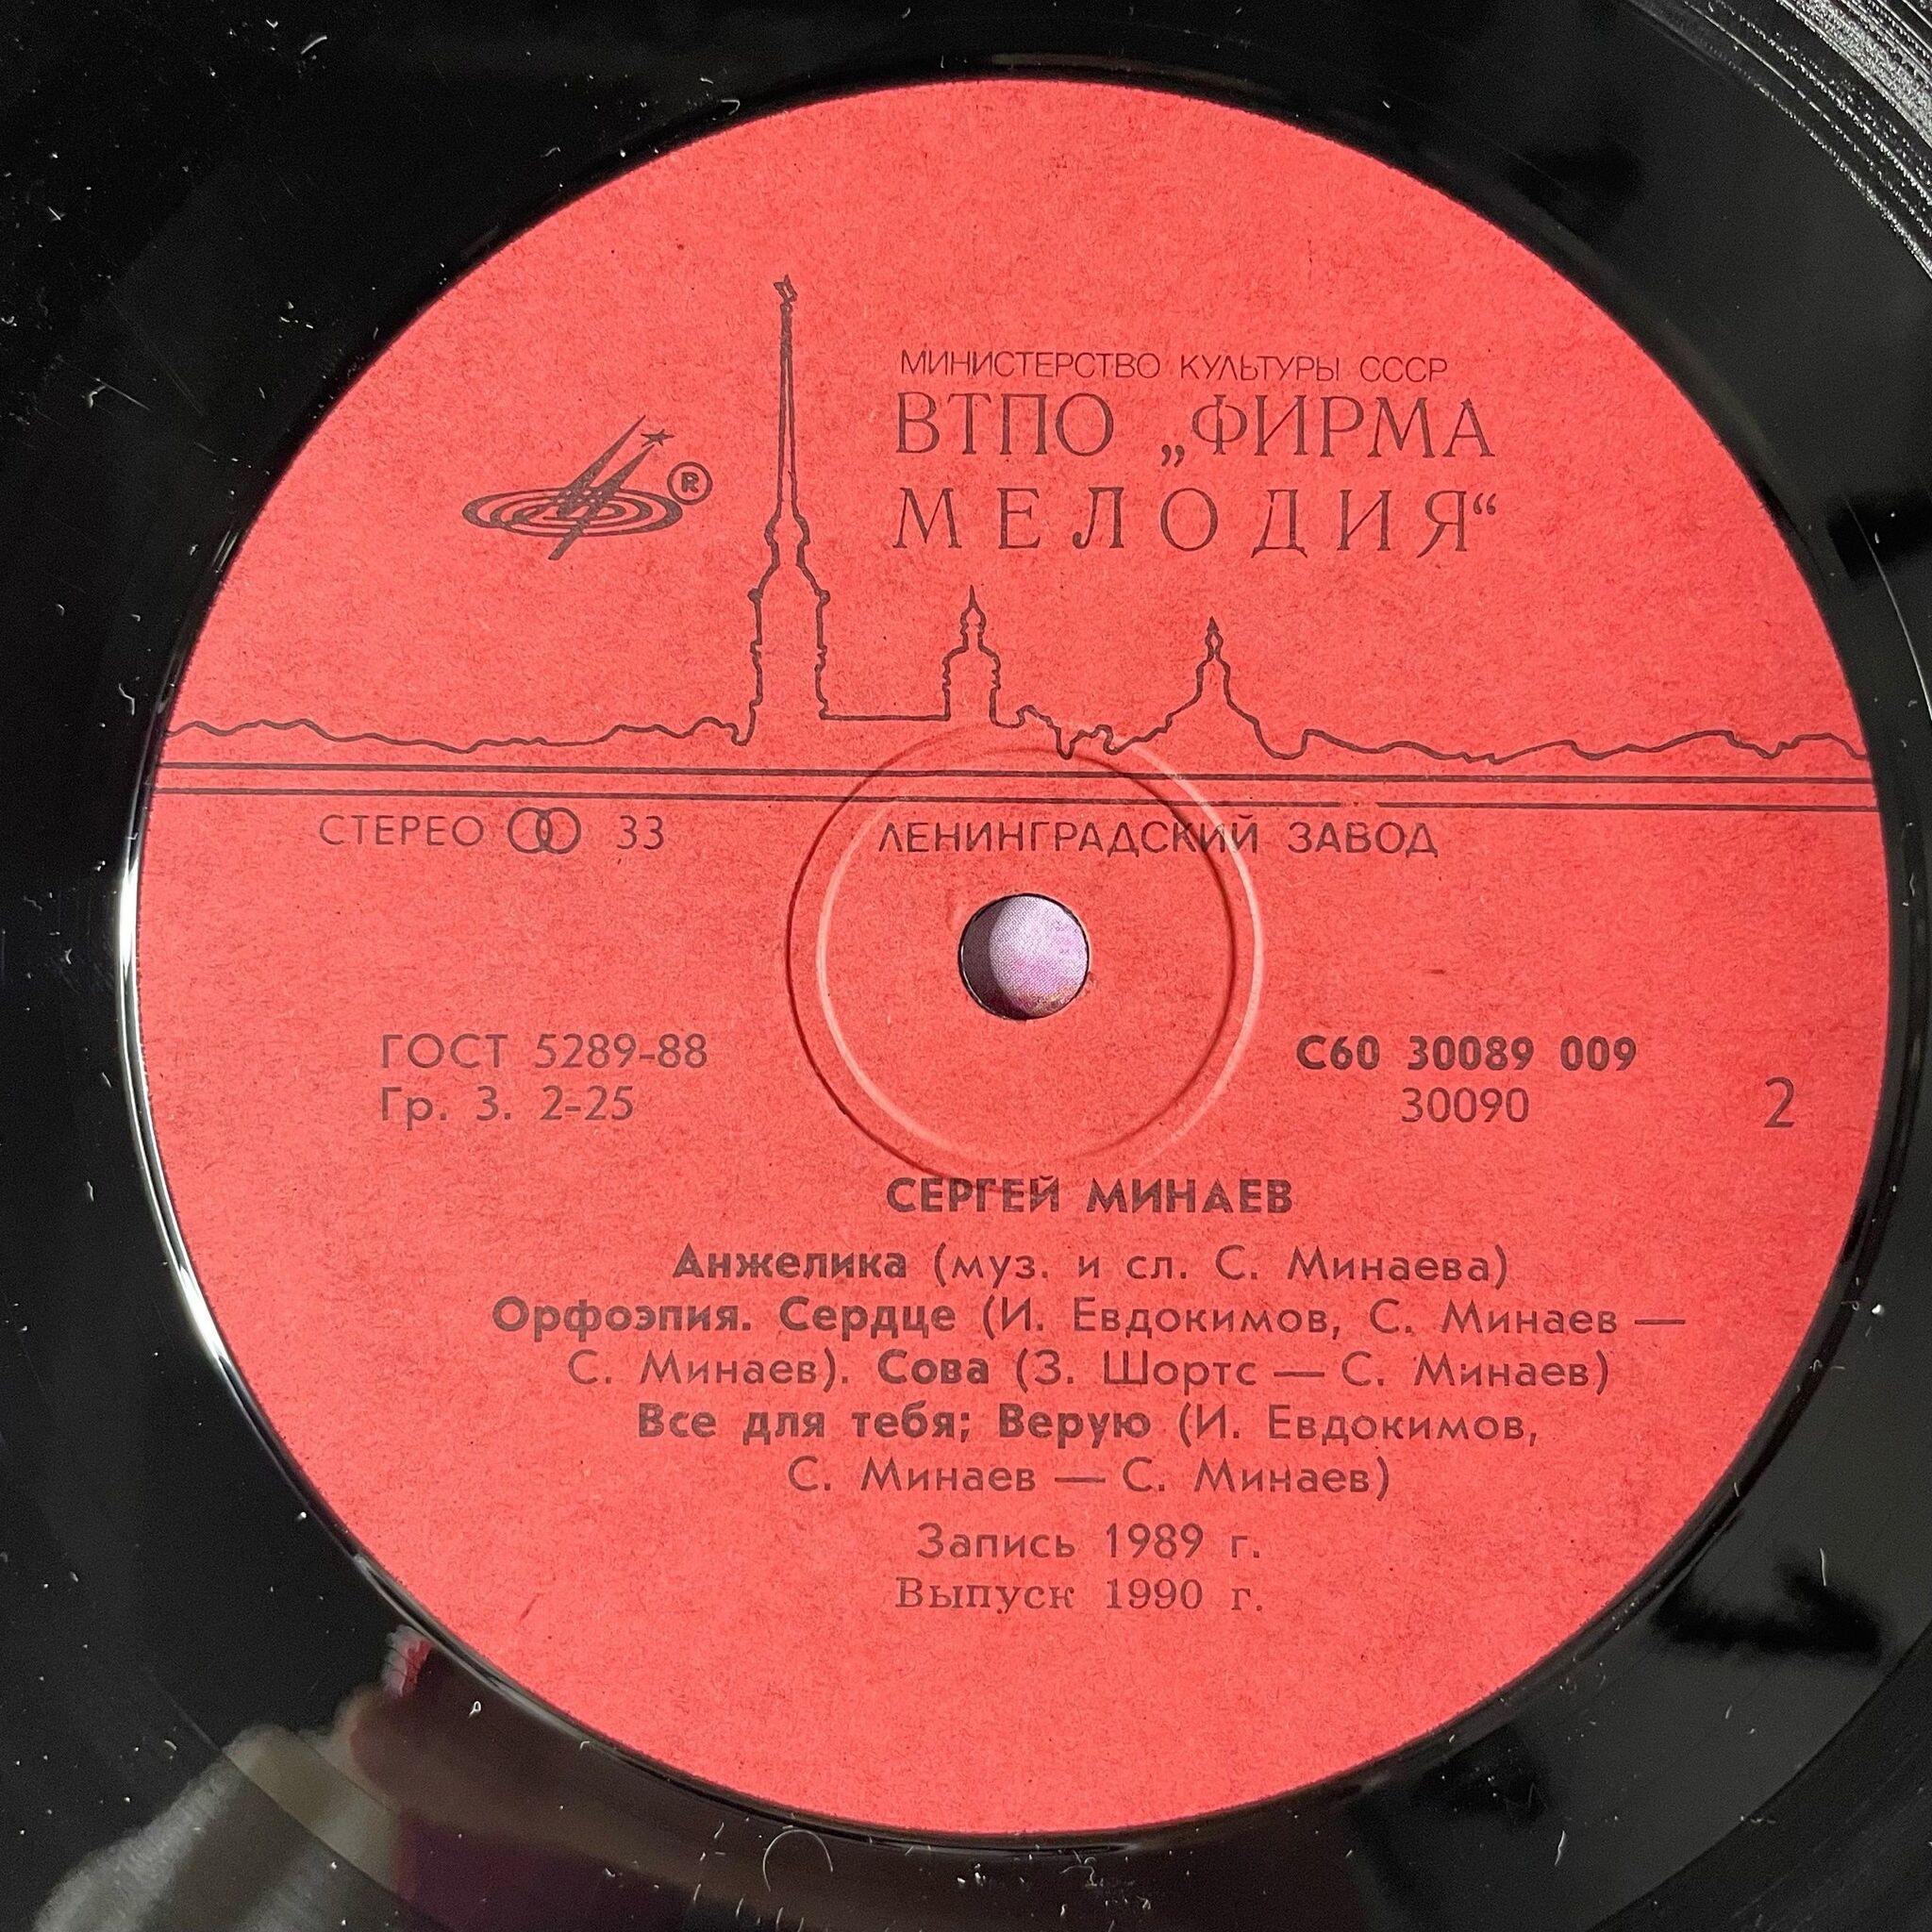 МИНИСТЕРСТВО КУЛЬТУРЫ СССР
ВТПО „ФИРМА
МЕЛОДИЯ“
®
СТЕРЕО 33
ЛЕНИНГРАДСКИЙ ЗАВОД
ГОСТ 5289-88
Гр. 3. 2-25
С60 30089 009
30090
2
СЕРГЕЙ МИНАЕВ
Анжелика (муз. и сл. С. Минаева)
Орфоэпия. Сердце (И. Евдокимов, С. Минаев —
С. Минаев). Сова (З. Шортс — С. Минаев)
Все для тебя; Верую (И. Евдокимов,
С. Минаев — С. Минаев)
Запись 1989 г.
Выпуск 1990 г.